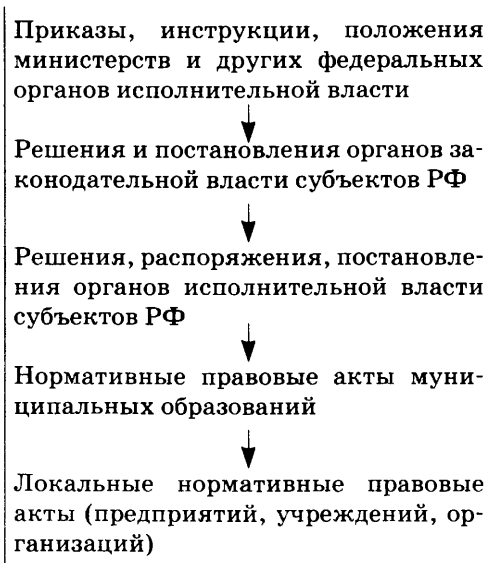 Приказы, инструкции, положения
министерств и других федеральных
органов исполнительной власти
Решения и постановления органов за-
конодательной власти субъектов РФ
Решения, распоряжения, постановле-
ния органов исполнительной власти
субъектов РФ
Нормативные правовые акты муни-
ципальных образований
Локальные нормативные правовые
акты (предприятий, учреждений, ор-
ганизаций)